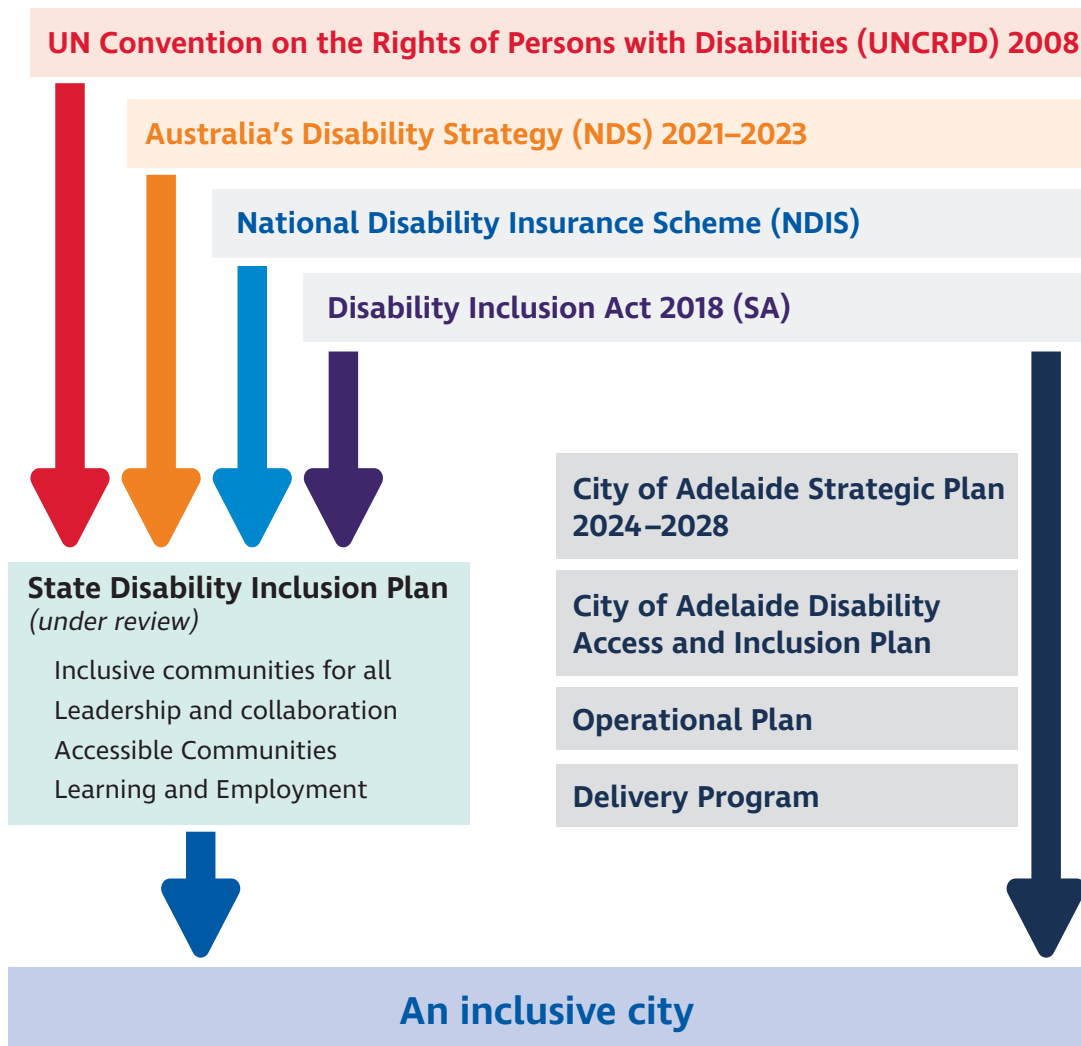 UN Convention on the Rights of Persons with Disabilities (UNCRPD) 2008
Australia’s Disability Strategy (NDS) 2021–2023
National Disability Insurance Scheme (NDIS)
Disability Inclusion Act 2018 (SA)
State Disability Inclusion Plan
(under review)
Inclusive communities for all
Leadership and collaboration
Accessible Communities
Learning and Employment
City of Adelaide Strategic Plan
2024–2028
City of Adelaide Disability
Access and Inclusion Plan
Operational Plan
Delivery Program
An inclusive city